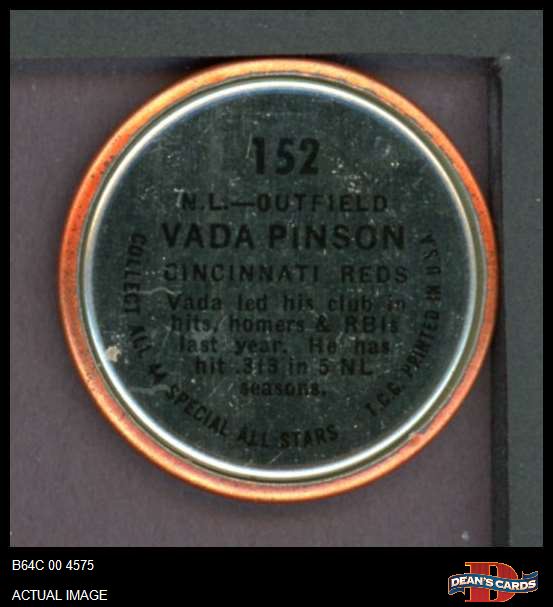 152
N.L.—OUTFIELD
VADA PINSON
CINCINNATI REDS
Vada led his club in
hits, homers & RBIs
last year. He has
hit .313 in 5 NL
seasons.
COLLECT ALL 44 SPECIAL ALL STARS
T.C.G. PRINTED IN U.S.A.
B64C 00 4575
ACTUAL IMAGE
D
DEAN'S CARDS